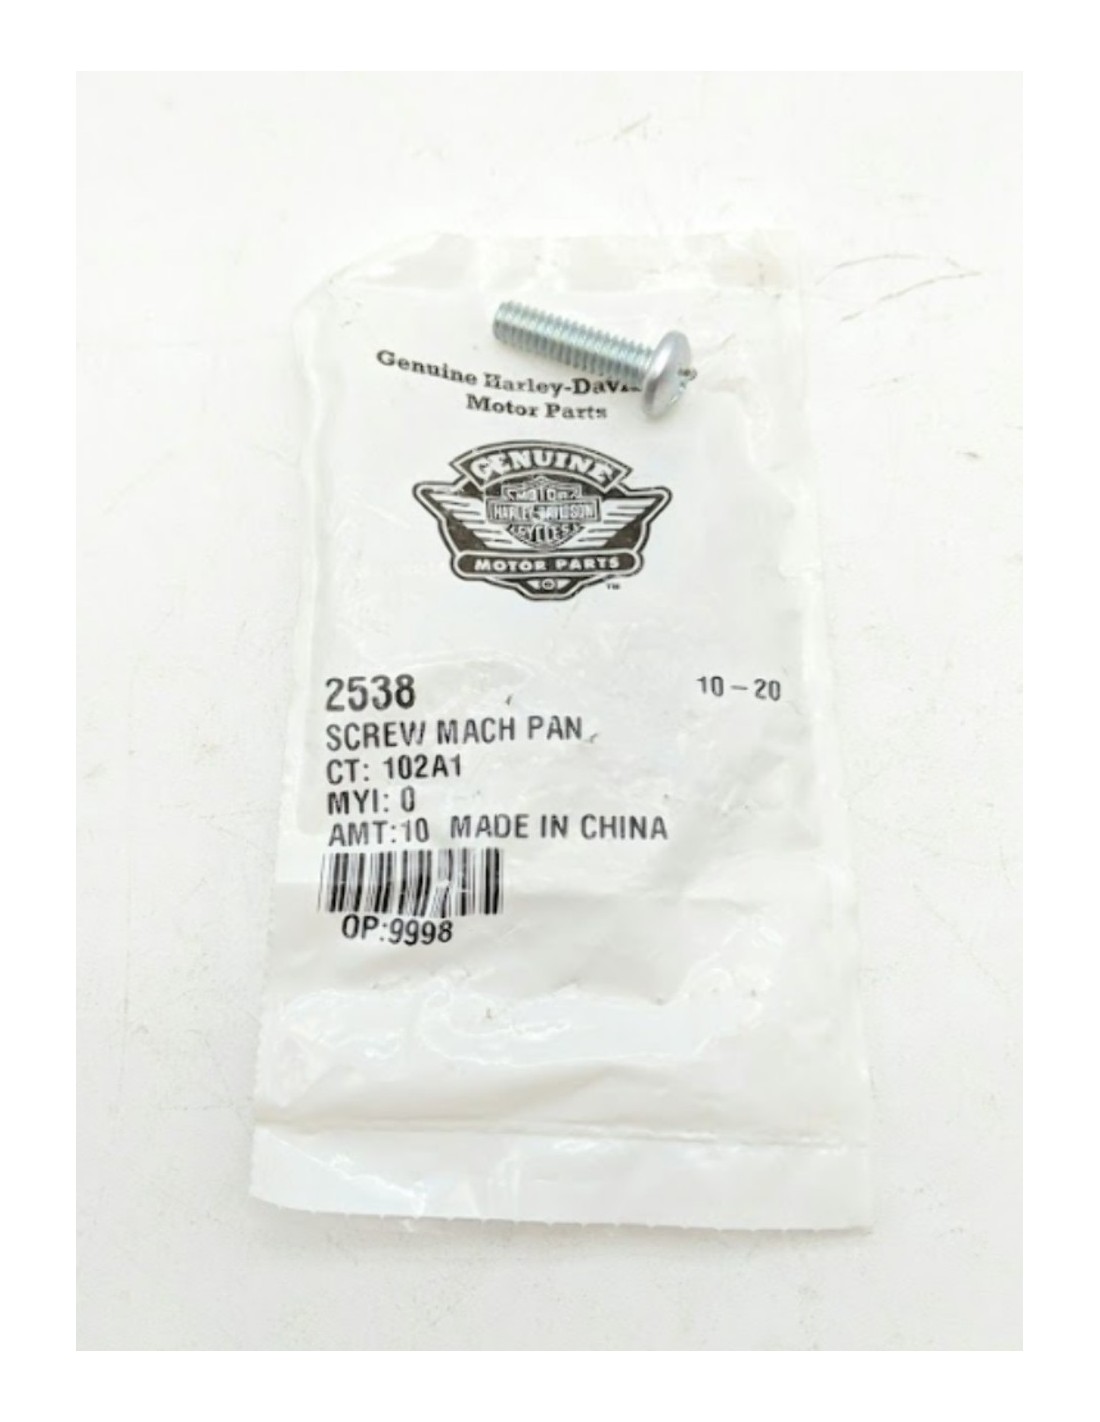 Genuine Harley-Davi
Motor Parts
GENUINE
MOTOR
HARLEY-DAVIDSON
CYCLES
MOTOR PARTS
TM
2538
10-20
SCREW MACH PAN
CT: 102A1
MYI: 0
AMT:10 MADE IN CHINA
OP:9998